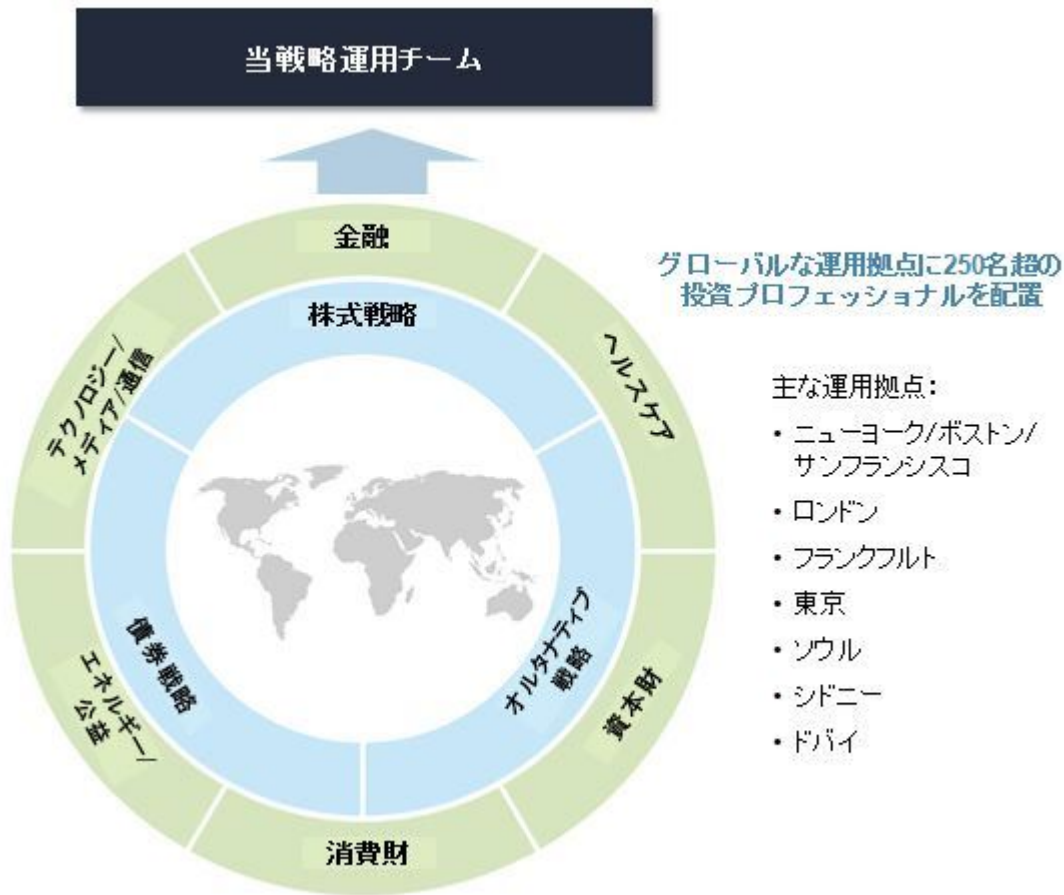 当戦略運用チーム
金融
株式戦略
グローバルな運用拠点に250名超の
投資プロフェッショナルを配置
テクノロジー/
メディア/通信
ヘルスケア
主な運用拠点：
・ニューヨーク/ボストン/
サンフランシスコ
・ロンドン
・フランクフルト
・東京
・ソウル
・シドニー
・ドバイ
債券戦略
オルタナティブ
戦略
エネルギー/
公益
資本財
消費財